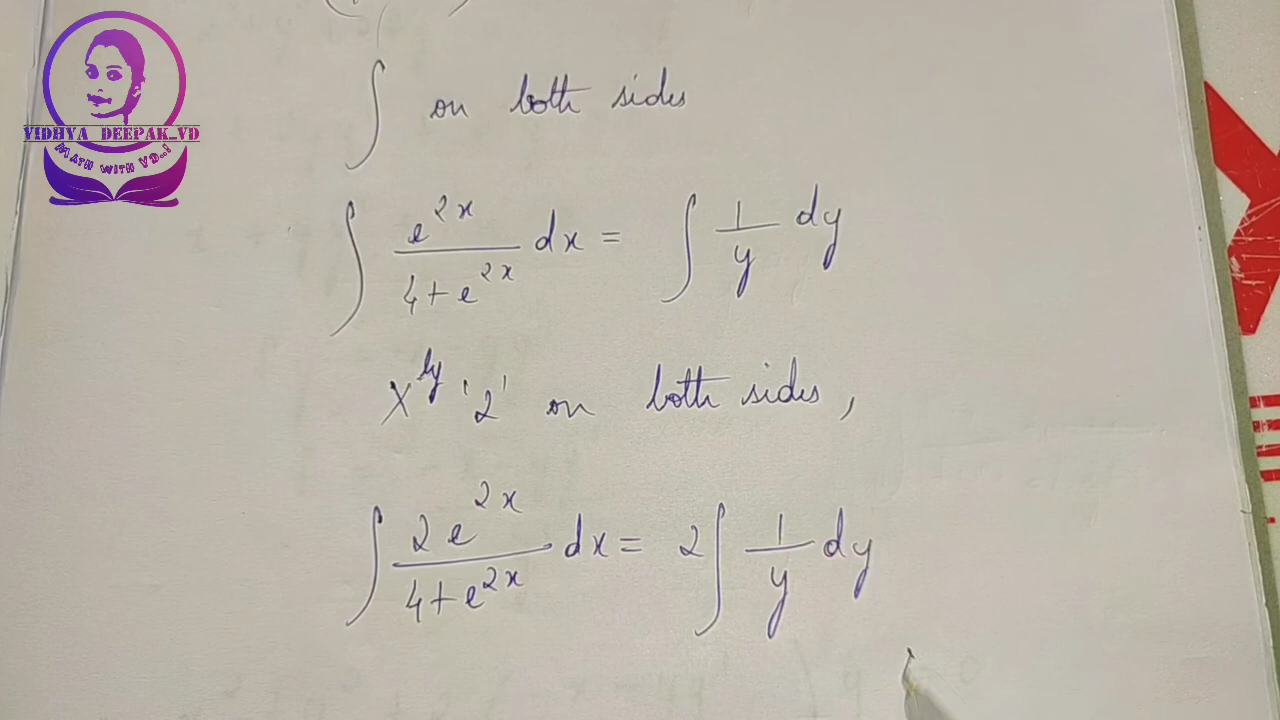 VIDHYA_DEEPAK_VD
MATH WITH VD..!
∫ on both sides
∫ e^{2x}/(4+e^{2x}) dx = ∫ 1/y dy
X^{ly} '2' on both sides,
∫ 2e^{2x}/(4+e^{2x}) dx = 2∫ 1/y dy